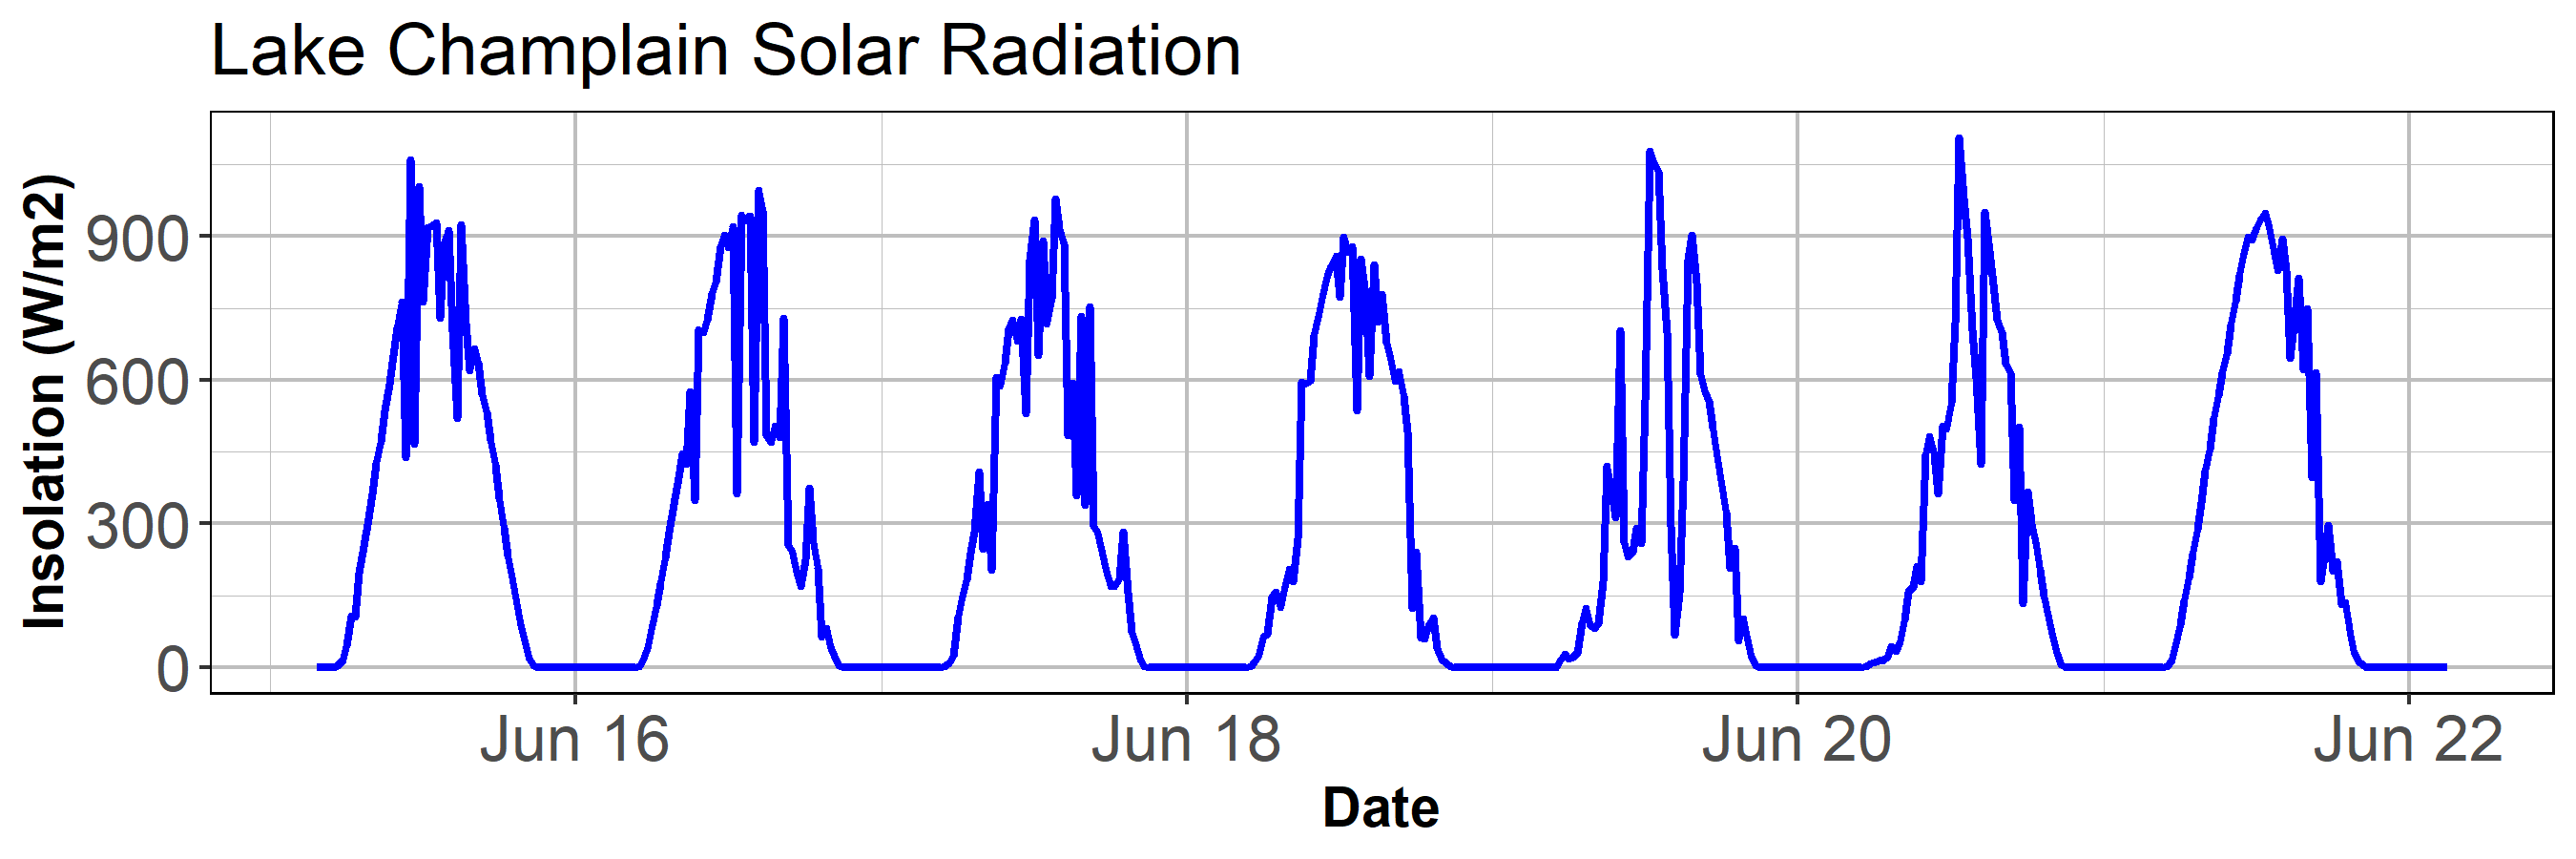 Lake Champlain Solar Radiation
Insolation (W/m2)
900
600
300
0
Jun 16
Jun 18
Jun 20
Jun 22
Date